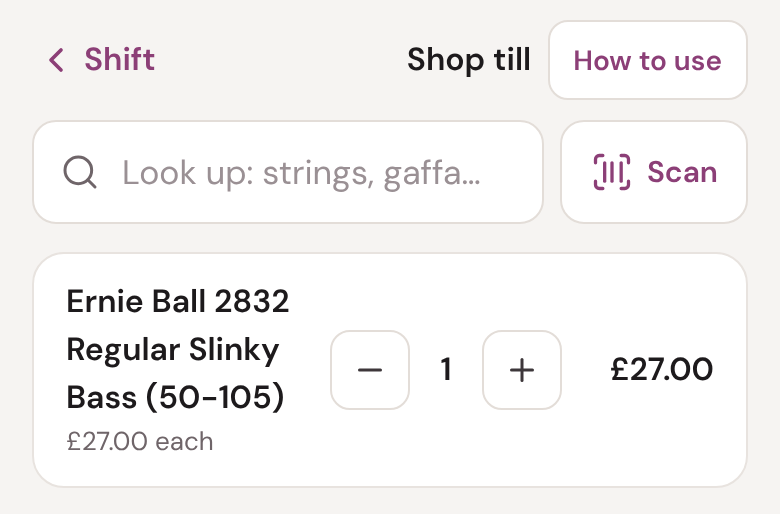 Shift
Shop till
How to use
Look up: strings, gaffa...
Scan
Ernie Ball 2832
Regular Slinky
Bass (50-105)
£27.00 each
1
£27.00